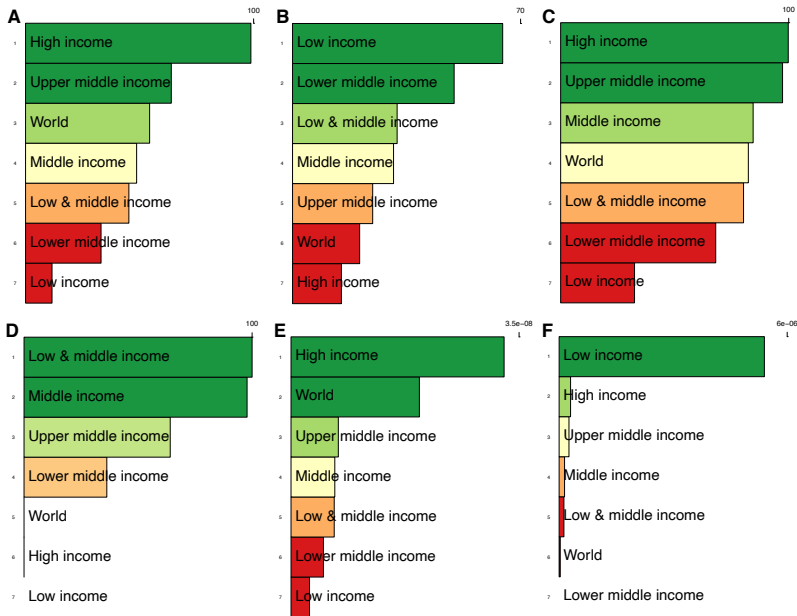 A
100
1 High income
2 Upper middle income
3 World
4 Middle income
5 Low & middle income
6 Lower middle income
7 Low income
B
70
1 Low income
2 Lower middle income
3 Low & middle income
4 Middle income
5 Upper middle income
6 World
7 High income
C
100
1 High income
2 Upper middle income
3 Middle income
4 World
5 Low & middle income
6 Lower middle income
7 Low income
D
100
1 Low & middle income
2 Middle income
3 Upper middle income
4 Lower middle income
5 World
6 High income
7 Low income
E
3.5e-08
1 High income
2 World
3 Upper middle income
4 Middle income
5 Low & middle income
6 Lower middle income
7 Low income
F
6e-06
1 Low income
2 High income
3 Upper middle income
4 Middle income
5 Low & middle income
6 World
7 Lower middle income